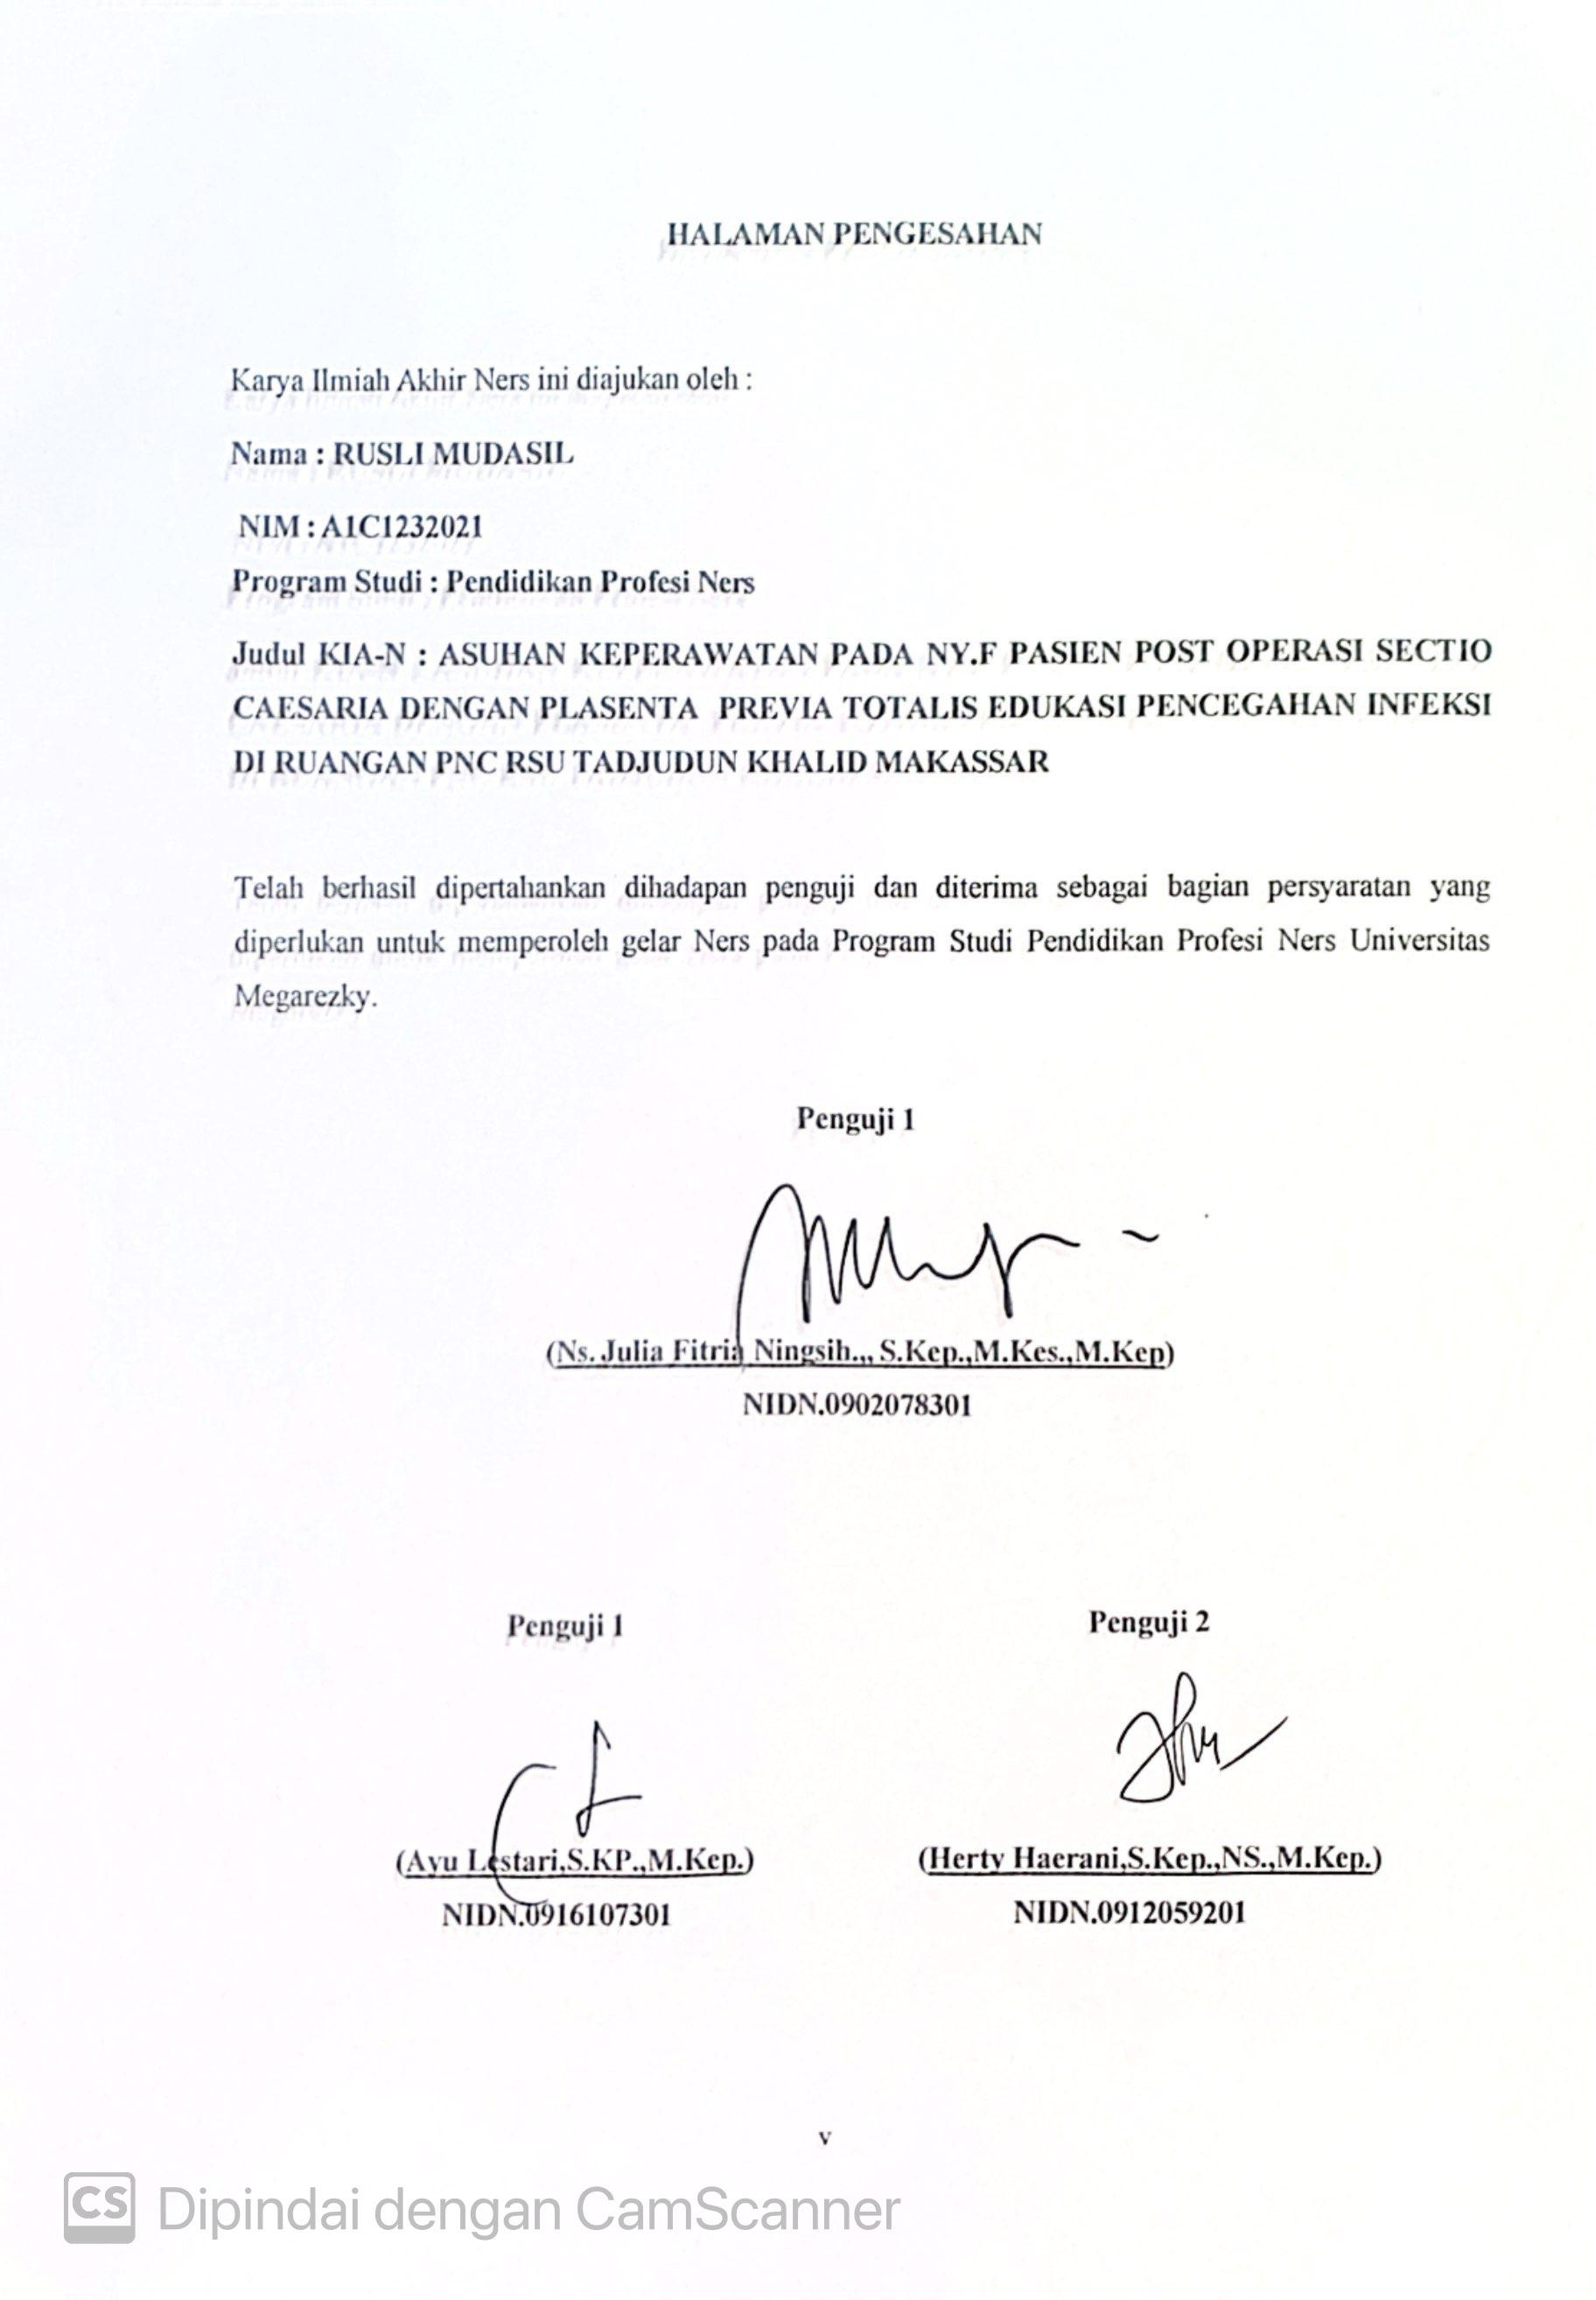 HALAMAN PENGESAHAN
Karya Ilmiah Akhir Ners ini diajukan oleh :
Nama : RUSLI MUDASIL
NIM : A1C1232021
Program Studi : Pendidikan Profesi Ners
Judul KIA-N : ASUHAN KEPERAWATAN PADA NY.F PASIEN POST OPERASI SECTIO
CAESARIA DENGAN PLASENTA PREVIA TOTALIS EDUKASI PENCEGAHAN INFEKSI
DI RUANGAN PNC RSU TADJUDUN KHALID MAKASSAR
Telah berhasil dipertahankan dihadapan penguji dan diterima sebagai bagian persyaratan yang
diperlukan untuk memperoleh gelar Ners pada Program Studi Pendidikan Profesi Ners Universitas
Megarezky.
Penguji 1
(Ns. Julia Fitria Ningsih.,, S.Kep.,M.Kes.,M.Kep)
NIDN.0902078301
Penguji 1
Penguji 2
(Ayu Lestari,S.KP.,M.Kep.)
(Herty Haerani,S.Kep.,NS.,M.Kep.)
NIDN.0916107301
NIDN.0912059201
v
CS Dipindai dengan CamScanner